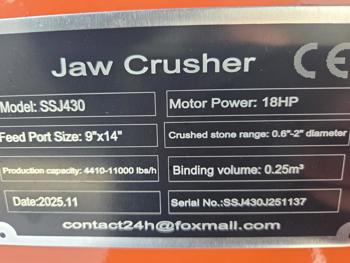 Jaw Crusher CE
Model: SSJ430 Motor Power: 18HP
Feed Port Size: 9"x14" Crushed stone range: 0.6"-2" diameter
Production capacity: 4410-11000 lbs/h Binding volume: 0.25m³
Date:2025.11 Serial No.:SSJ430J251137
contact24h@foxmail.com